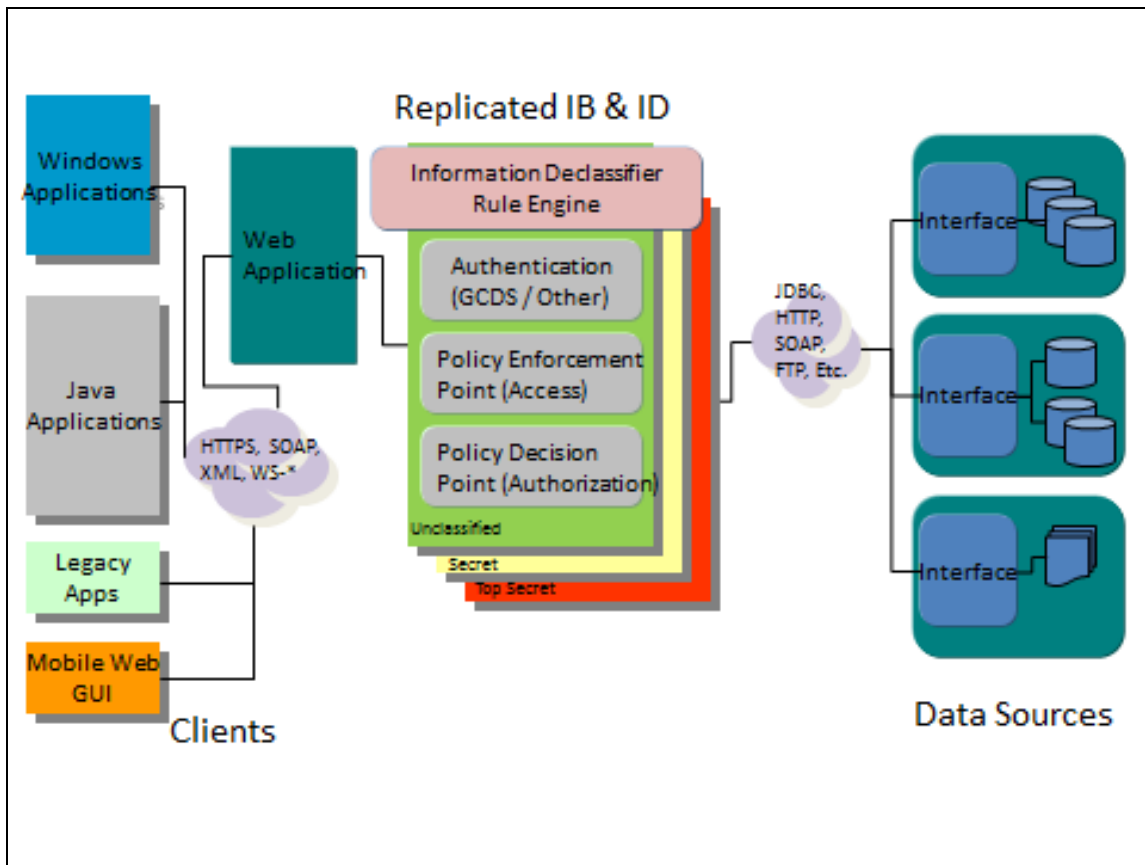 Replicated IB & ID
Windows
Applications
Java
Applications
Legacy
Apps
Mobile Web
GUI
Clients
HTTPS, SOAP,
XML, WS-*
Web
Application
Information Declassifier
Rule Engine
Authentication
(GCDS / Other)
Policy Enforcement
Point (Access)
Policy Decision
Point (Authorization)
Unclassified
Secret
Top Secret
JDBC,
HTTP,
SOAP,
FTP, Etc.
Interface
Interface
Interface
Data Sources